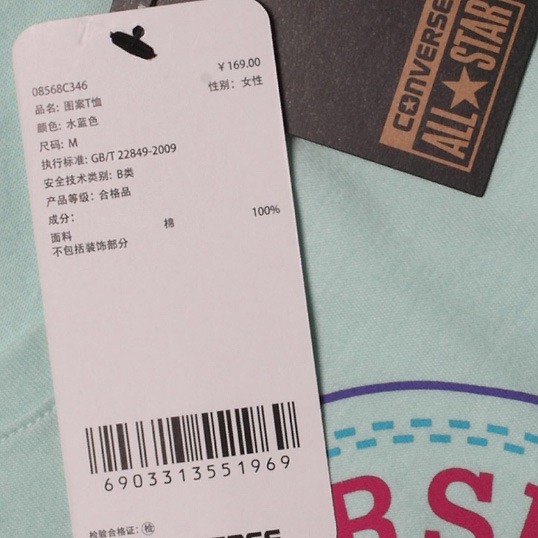 08568C346
￥169.00
品名: 图案T恤
性别：女性
颜色: 水蓝色
尺码: M
执行标准: GB/T 22849-2009
安全技术类别: B类
产品等级: 合格品
成分：
面料 棉 100%
不包括装饰部分
6903313551969
检验合格证: 检
CONVERSE
ALL★STAR